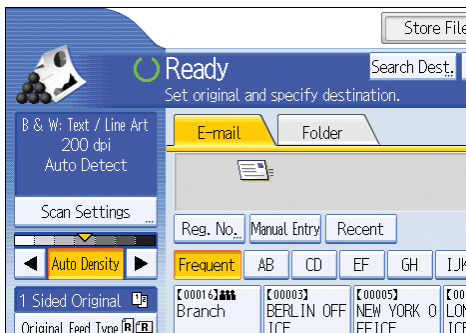 Store File
Ready
Search Dest.
Set original and specify destination.
B & W: Text / Line Art
200 dpi
Auto Detect
E-mail
Folder
Scan Settings
Reg. No.
Manual Entry
Recent
Auto Density
Frequent
AB
CD
EF
GH
IJK
1 Sided Original
[00016]
Branch
[00003]
BERLIN OFF
ICE
[00005]
NEW YORK O
FFICE
[00
LON
Original Feed Type